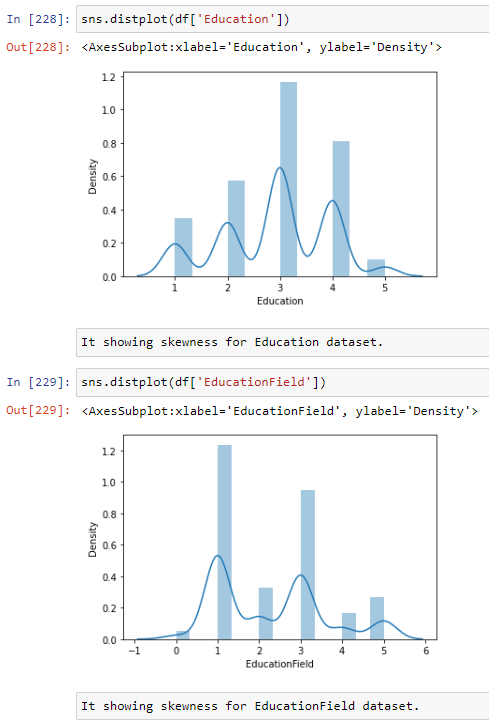 In [228]: sns.distplot(df['Education'])
Out[228]: <AxesSubplot:xlabel='Education', ylabel='Density'>
1.2
1.0
0.8
0.6
0.4
0.2
0.0
Density
1 2 3 4 5
Education
It showing skewness for Education dataset.
In [229]: sns.distplot(df['EducationField'])
Out[229]: <AxesSubplot:xlabel='EducationField', ylabel='Density'>
1.2
1.0
0.8
0.6
0.4
0.2
0.0
Density
−1 0 1 2 3 4 5 6
EducationField
It showing skewness for EducationField dataset.